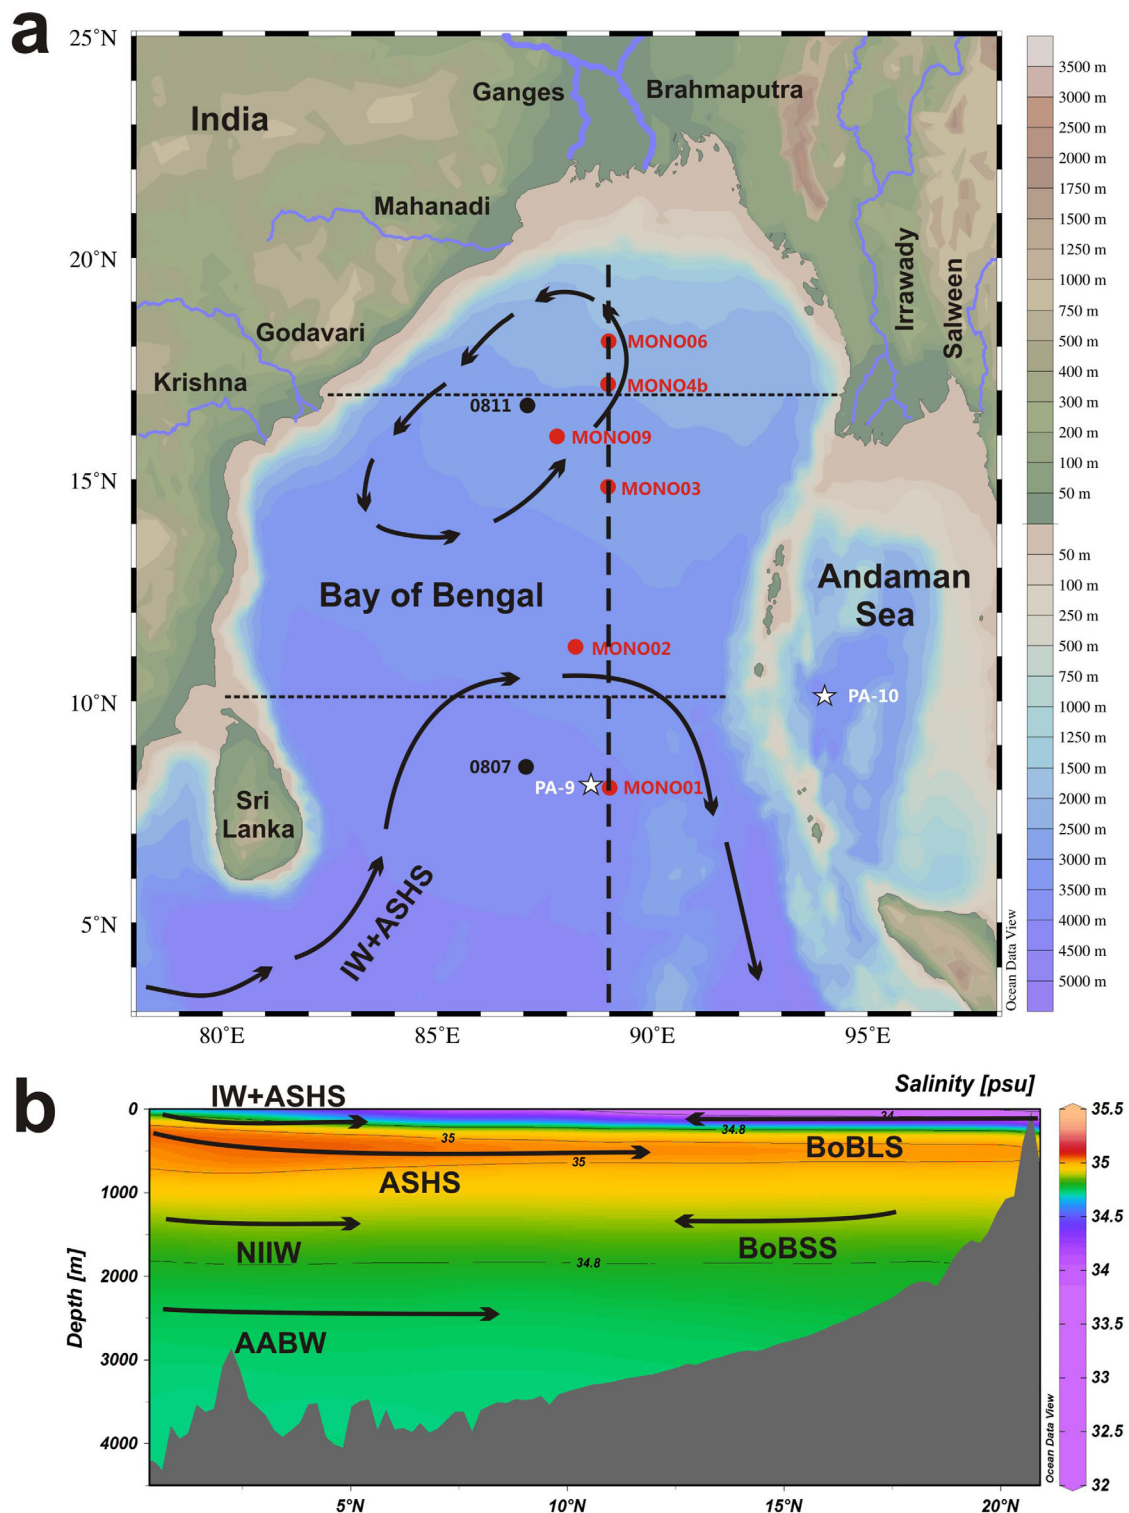 a
25°N
20°N
15°N
10°N
5°N
80°E
85°E
90°E
95°E
India
Ganges
Brahmaputra
Mahanadi
Godavari
Krishna
Irrawady
Salween
MONO06
MONO4b
0811
MONO09
MONO03
Bay of Bengal
Andaman
Sea
MONO02
PA-10
0807
PA-9
MONO01
Sri
Lanka
IW+ASHS
Ocean Data View
3500 m
3000 m
2500 m
2000 m
1750 m
1500 m
1250 m
1000 m
750 m
500 m
400 m
300 m
200 m
100 m
50 m
50 m
100 m
250 m
500 m
750 m
1000 m
1250 m
1500 m
2000 m
2500 m
3000 m
3500 m
4000 m
4500 m
5000 m
b
IW+ASHS
Salinity [psu]
0
1000
2000
3000
4000
Depth [m]
34
34.8
35
35
34.8
BoBLS
ASHS
NIIW
BoBSS
AABW
5°N
10°N
15°N
20°N
Ocean Data View
35.5
35
34.5
34
33.5
33
32.5
32